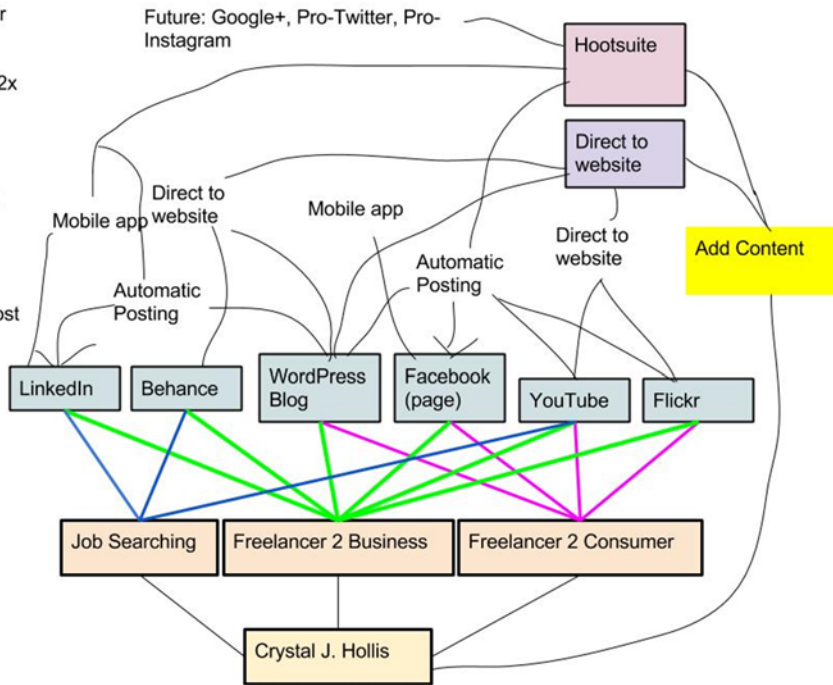 r
Future: Google+, Pro-Twitter, Pro-
Instagram
Hootsuite
2x
Direct to
website
Direct to
website
Mobile app
Mobile app
Direct to
website
Add Content
Automatic
Posting
Automatic
Posting
ost
LinkedIn
Behance
WordPress
Blog
Facebook
(page)
YouTube
Flickr
Job Searching
Freelancer 2 Business
Freelancer 2 Consumer
Crystal J. Hollis